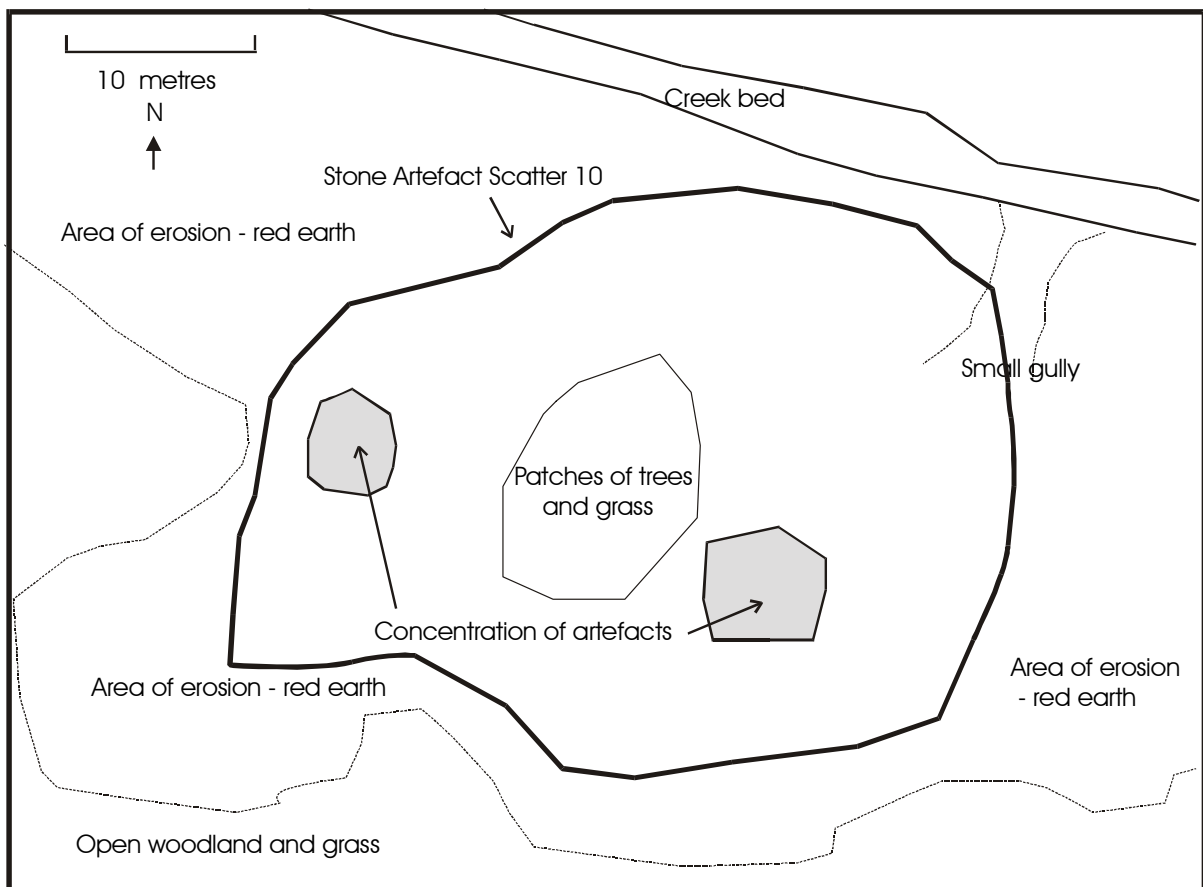 10 metres
N
Creek bed
Stone Artefact Scatter 10
Area of erosion - red earth
Small gully
Patches of trees
and grass
Concentration of artefacts
Area of erosion - red earth
Area of erosion
- red earth
Open woodland and grass